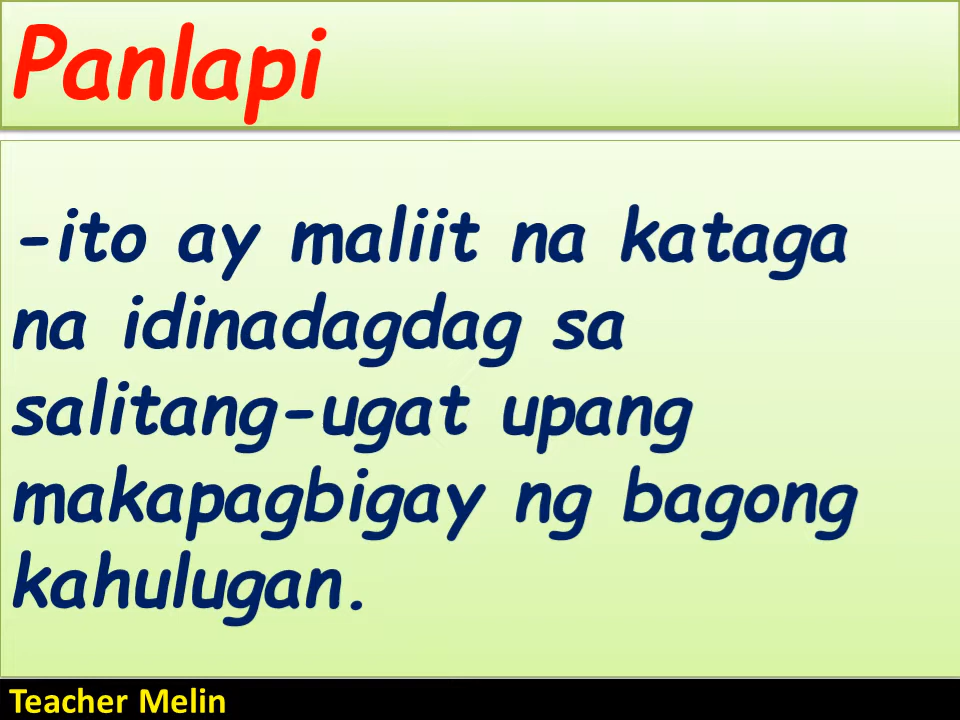 Panlapi
-ito ay maliit na kataga
na idinadagdag sa
salitang-ugat upang
makapagbigay ng bagong
kahulugan.
Teacher Melin